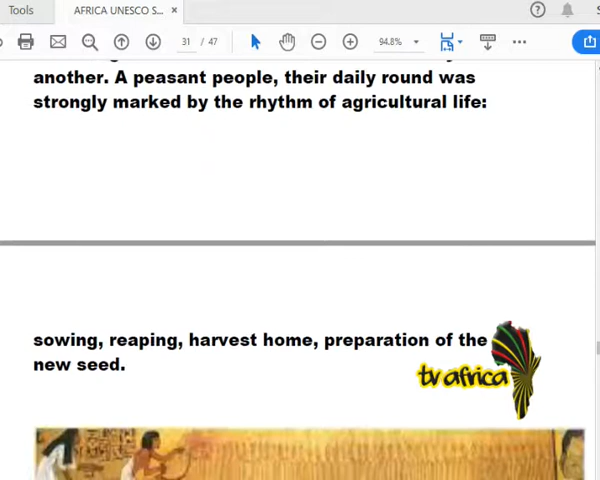 Tools
AFRICA UNESCO S... ×
31 / 47
94.8%
another. A peasant people, their daily round was
strongly marked by the rhythm of agricultural life:
sowing, reaping, harvest home, preparation of the
new seed.
tv africa